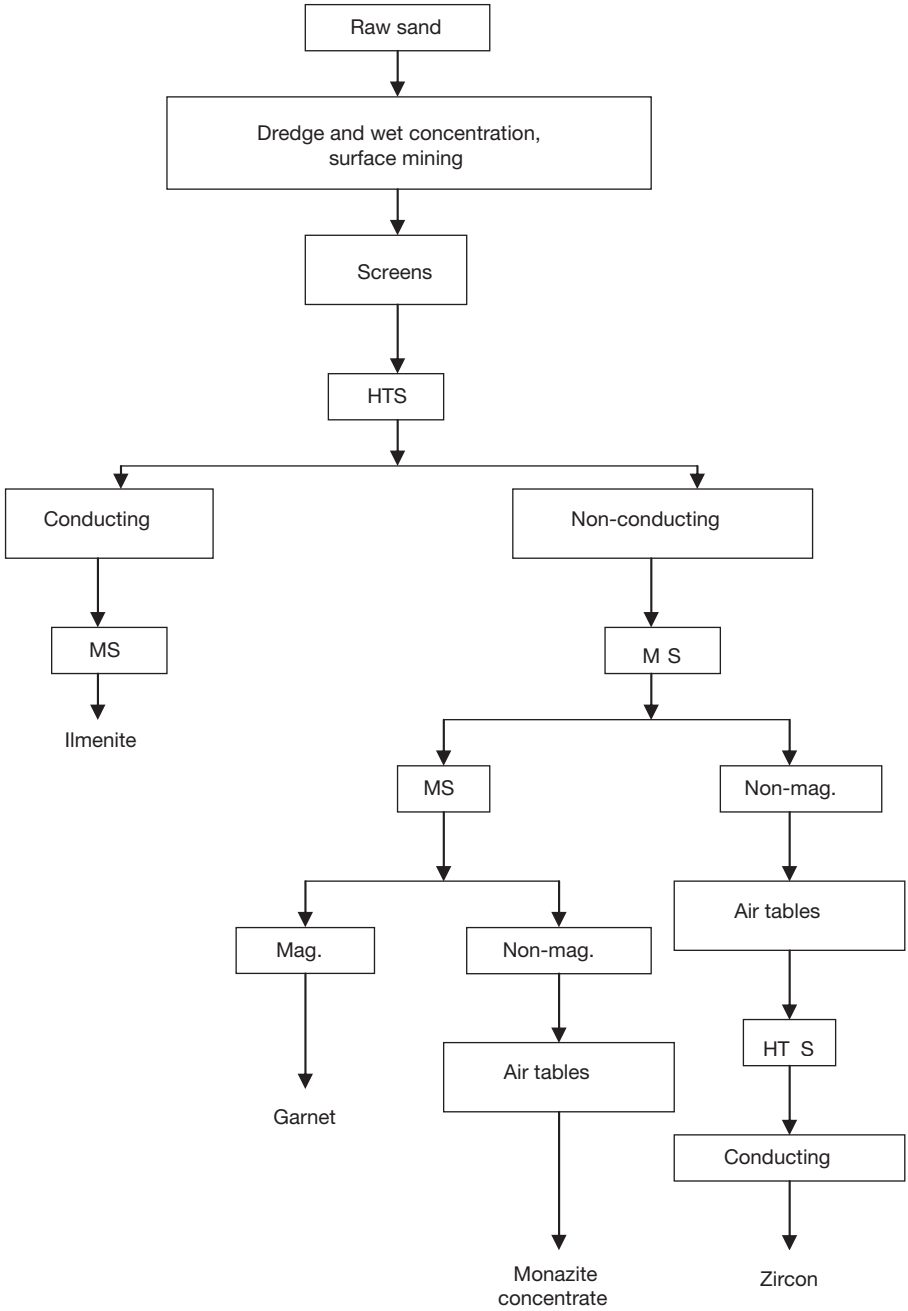 Raw sand
Dredge and wet concentration,
surface mining
Screens
HTS
Conducting
Non-conducting
MS
M S
Ilmenite
MS
Non-mag.
Air tables
Mag.
Non-mag.
HT S
Air tables
Garnet
Conducting
Monazite
concentrate
Zircon